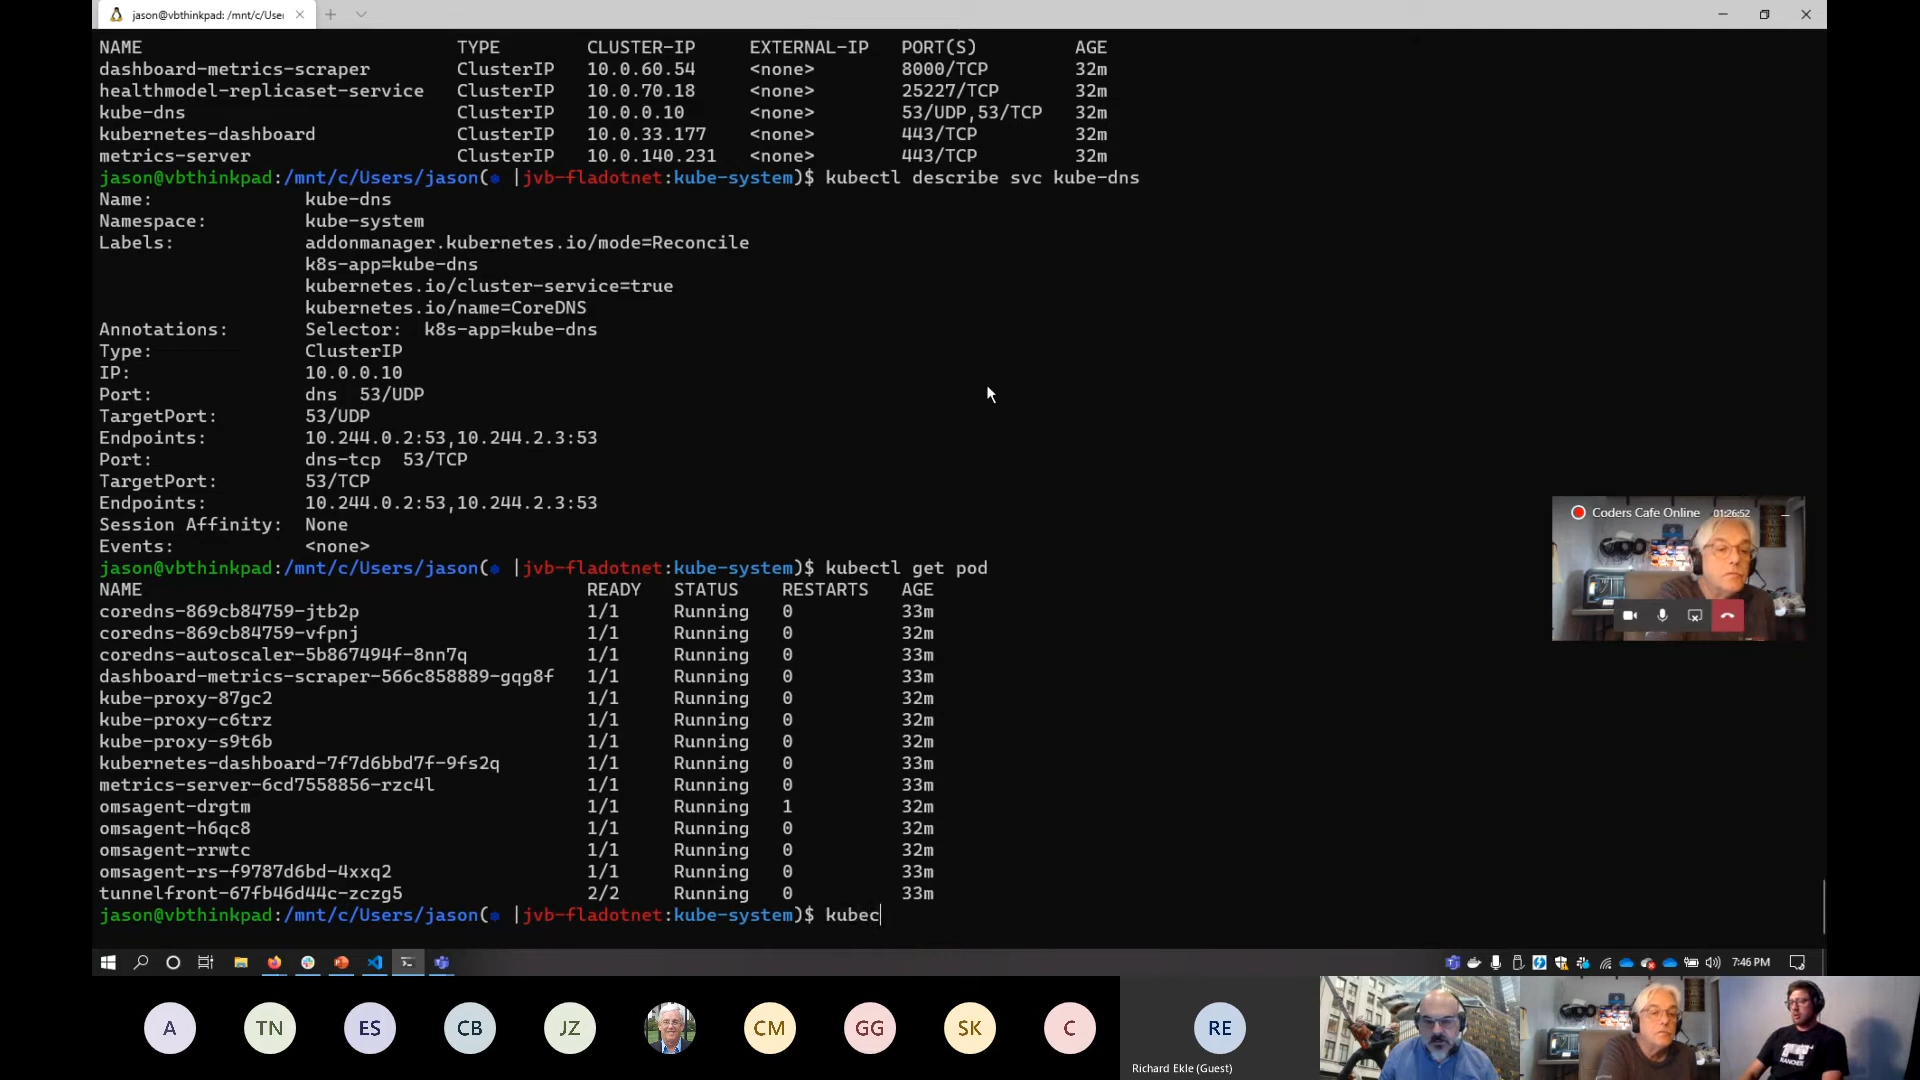 jason@vbthinkpad: /mnt/c/User
NAME TYPE CLUSTER-IP EXTERNAL-IP PORT(S) AGE
dashboard-metrics-scraper ClusterIP 10.0.60.54 <none> 8000/TCP 32m
healthmodel-replicaset-service ClusterIP 10.0.70.18 <none> 25227/TCP 32m
kube-dns ClusterIP 10.0.0.10 <none> 53/UDP,53/TCP 32m
kubernetes-dashboard ClusterIP 10.0.33.177 <none> 443/TCP 32m
metrics-server ClusterIP 10.0.140.231 <none> 443/TCP 32m
jason@vbthinkpad:/mnt/c/Users/jason(⎈ |jvb-fladotnet:kube-system)$ kubectl describe svc kube-dns
Name: kube-dns
Namespace: kube-system
Labels: addonmanager.kubernetes.io/mode=Reconcile
k8s-app=kube-dns
kubernetes.io/cluster-service=true
kubernetes.io/name=CoreDNS
Annotations: Selector: k8s-app=kube-dns
Type: ClusterIP
IP: 10.0.0.10
Port: dns 53/UDP
TargetPort: 53/UDP
Endpoints: 10.244.0.2:53,10.244.2.3:53
Port: dns-tcp 53/TCP
TargetPort: 53/TCP
Endpoints: 10.244.0.2:53,10.244.2.3:53
Session Affinity: None
Events: <none>
jason@vbthinkpad:/mnt/c/Users/jason(⎈ |jvb-fladotnet:kube-system)$ kubectl get pod
NAME READY STATUS RESTARTS AGE
coredns-869cb84759-jtb2p 1/1 Running 0 33m
coredns-869cb84759-vfpnj 1/1 Running 0 32m
coredns-autoscaler-5b867494f-8nn7q 1/1 Running 0 33m
dashboard-metrics-scraper-566c858889-gqg8f 1/1 Running 0 33m
kube-proxy-87gc2 1/1 Running 0 32m
kube-proxy-c6trz 1/1 Running 0 32m
kube-proxy-s9t6b 1/1 Running 0 32m
kubernetes-dashboard-7f7d6bbd7f-9fs2q 1/1 Running 0 33m
metrics-server-6cd7558856-rzc4l 1/1 Running 0 33m
omsagent-drgtm 1/1 Running 1 32m
omsagent-h6qc8 1/1 Running 0 32m
omsagent-rrwtc 1/1 Running 0 32m
omsagent-rs-f9787d6bd-4xxq2 1/1 Running 0 33m
tunnelfront-67fb46d44c-zczg5 2/2 Running 0 33m
jason@vbthinkpad:/mnt/c/Users/jason(⎈ |jvb-fladotnet:kube-system)$ kubec
Coders Cafe Online 01:26:52
7:46 PM
A TN ES CB JZ CM GG SK C RE
Richard Ekle (Guest)
RANCHER